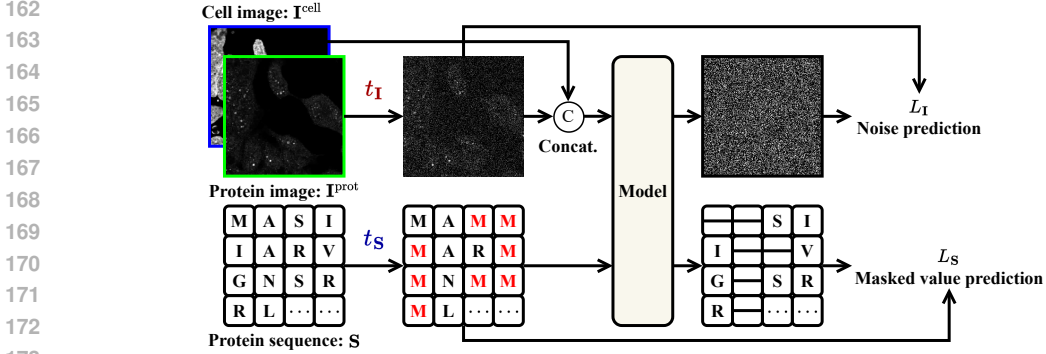 162
163
164
165
166
167
168
169
170
171
172
Cell image: I^cell
t_I
C
Concat.
L_I
Noise prediction
Model
Protein image: I^prot
M A S I
I A R V
G N S R
R L ... ...
t_S
M A M M
M A R M
M N M M
M L ... ...
S I
I V
G S R
R ... ...
L_S
Masked value prediction
Protein sequence: S